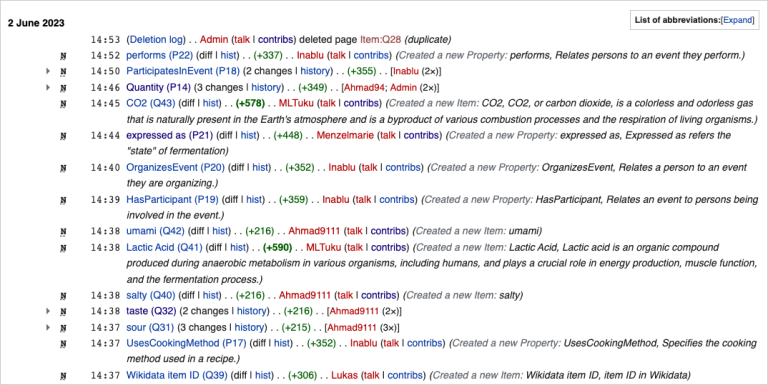 2 June 2023
List of abbreviations:[Expand]
14:53 (Deletion log) . . Admin (talk | contribs) deleted page Item:Q28 (duplicate)
N 14:52 performs (P22) (diff | hist) . . (+337) . . Inablu (talk | contribs) (Created a new Property: performs, Relates persons to an event they perform.)
N 14:50 ParticipatesInEvent (P18) (2 changes | history) . . (+355) . . [Inablu (2×)]
N 14:46 Quantity (P14) (3 changes | history) . . (+349) . . [Ahmad94; Admin (2×)]
N 14:45 CO2 (Q43) (diff | hist) . . (+578) . . MLTuku (talk | contribs) (Created a new Item: CO2, CO2, or carbon dioxide, is a colorless and odorless gas
that is naturally present in the Earth's atmosphere and is a byproduct of various combustion processes and the respiration of living organisms.)
N 14:44 expressed as (P21) (diff | hist) . . (+448) . . Menzelmarie (talk | contribs) (Created a new Property: expressed as, Expressed as refers the
"state" of fermentation)
N 14:40 OrganizesEvent (P20) (diff | hist) . . (+352) . . Inablu (talk | contribs) (Created a new Property: OrganizesEvent, Relates a person to an event
they are organizing.)
N 14:39 HasParticipant (P19) (diff | hist) . . (+359) . . Inablu (talk | contribs) (Created a new Property: HasParticipant, Relates an event to persons being
involved in the event.)
N 14:38 umami (Q42) (diff | hist) . . (+216) . . Ahmad9111 (talk | contribs) (Created a new Item: umami)
N 14:38 Lactic Acid (Q41) (diff | hist) . . (+590) . . MLTuku (talk | contribs) (Created a new Item: Lactic Acid, Lactic acid is an organic compound
produced during anaerobic metabolism in various organisms, including humans, and plays a crucial role in energy production, muscle function,
and the fermentation process.)
N 14:38 salty (Q40) (diff | hist) . . (+216) . . Ahmad9111 (talk | contribs) (Created a new Item: salty)
N 14:38 taste (Q32) (2 changes | history) . . (+216) . . [Ahmad9111 (2×)]
N 14:37 sour (Q31) (3 changes | history) . . (+215) . . [Ahmad9111 (3×)]
N 14:37 UsesCookingMethod (P17) (diff | hist) . . (+352) . . Inablu (talk | contribs) (Created a new Property: UsesCookingMethod, Specifies the cooking
method used in a recipe.)
N 14:37 Wikidata item ID (Q39) (diff | hist) . . (+306) . . Lukas (talk | contribs) (Created a new Item: Wikidata item ID, item ID in Wikidata)